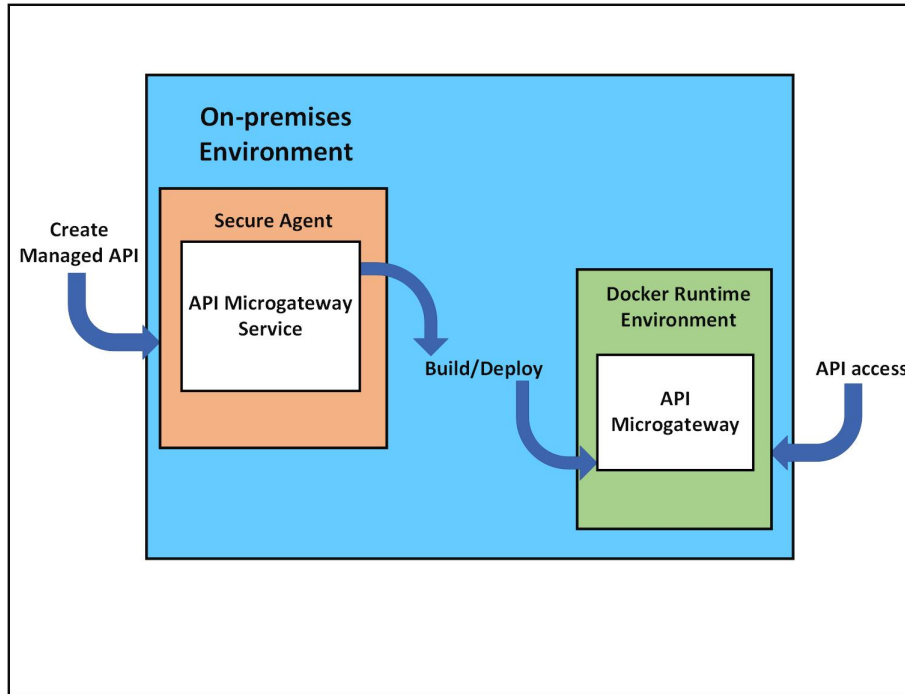 On-premises
Environment
Secure Agent
Create
Managed API
API Microgateway
Service
Docker Runtime
Environment
Build/Deploy
API access
API
Microgateway